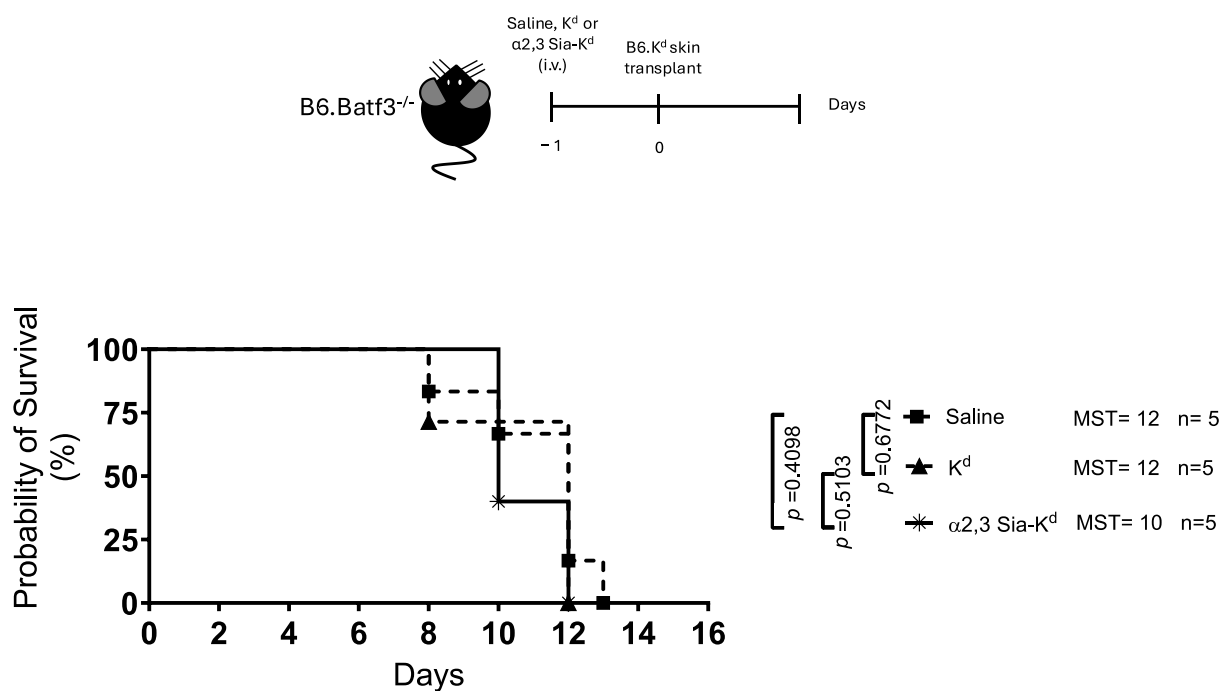 Saline, Kᵈ or
α2,3 Sia-Kᵈ
(i.v.)
B6.Kᵈ skin
transplant
B6.Batf3⁻/⁻
Days
− 1
0
Probability of Survival
(%)
100
75
50
25
0
0 2 4 6 8 10 12 14 16
Days
p =0.4098
p =0.5103
p =0.6772
Saline MST= 12 n= 5
Kᵈ MST= 12 n=5
α2,3 Sia-Kᵈ MST= 10 n=5